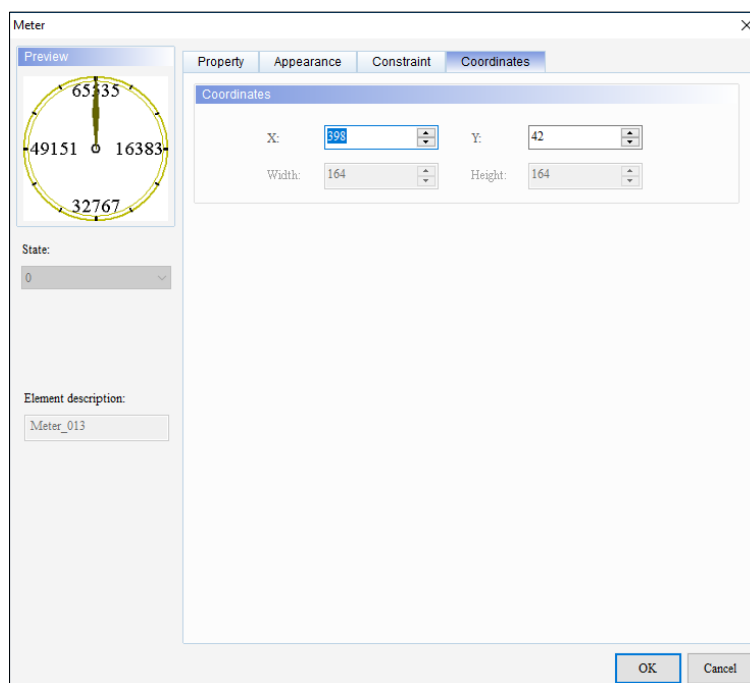 Meter
Preview
65535
49151 16383
32767
State:
0
Element description:
Meter_013
Property Appearance Constraint Coordinates
Coordinates
X: 398 Y: 42
Width: 164 Height: 164
OK Cancel